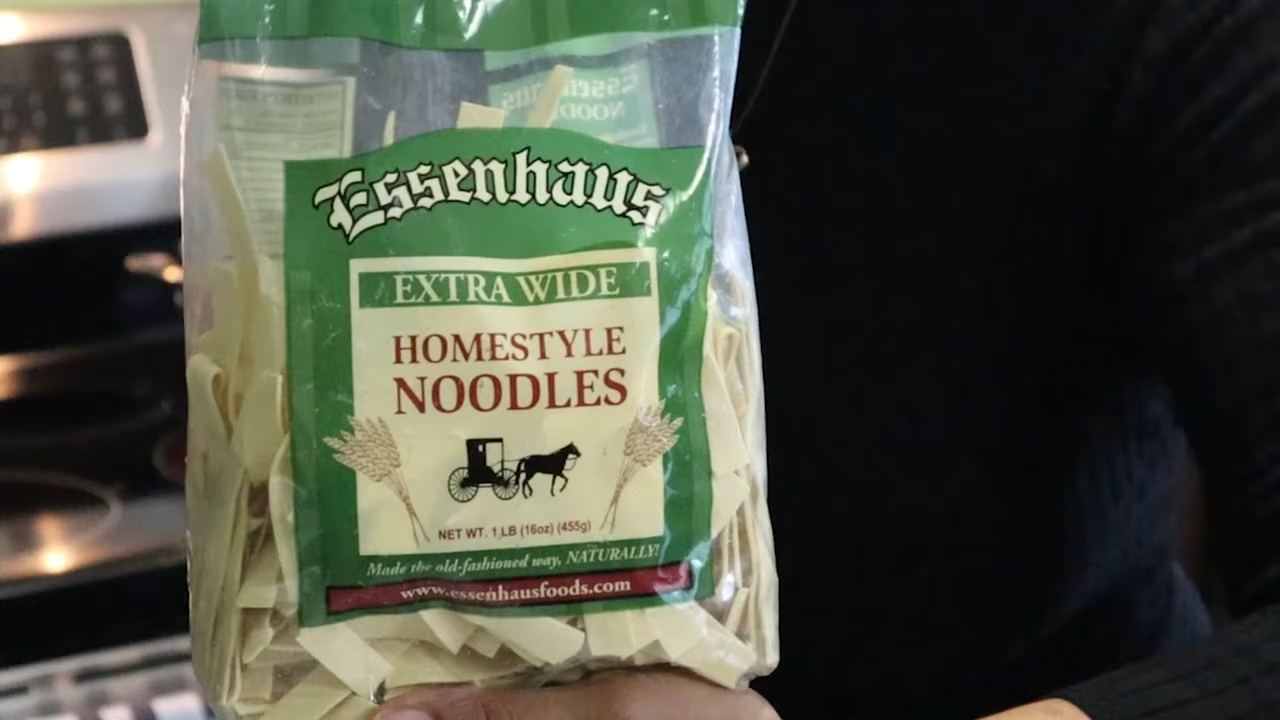 Essenhaus
EXTRA WIDE
HOMESTYLE
NOODLES
NET WT. 1 LB (16oz) (455g)
Made the old-fashioned way, NATURALLY!
www.essenhausfoods.com